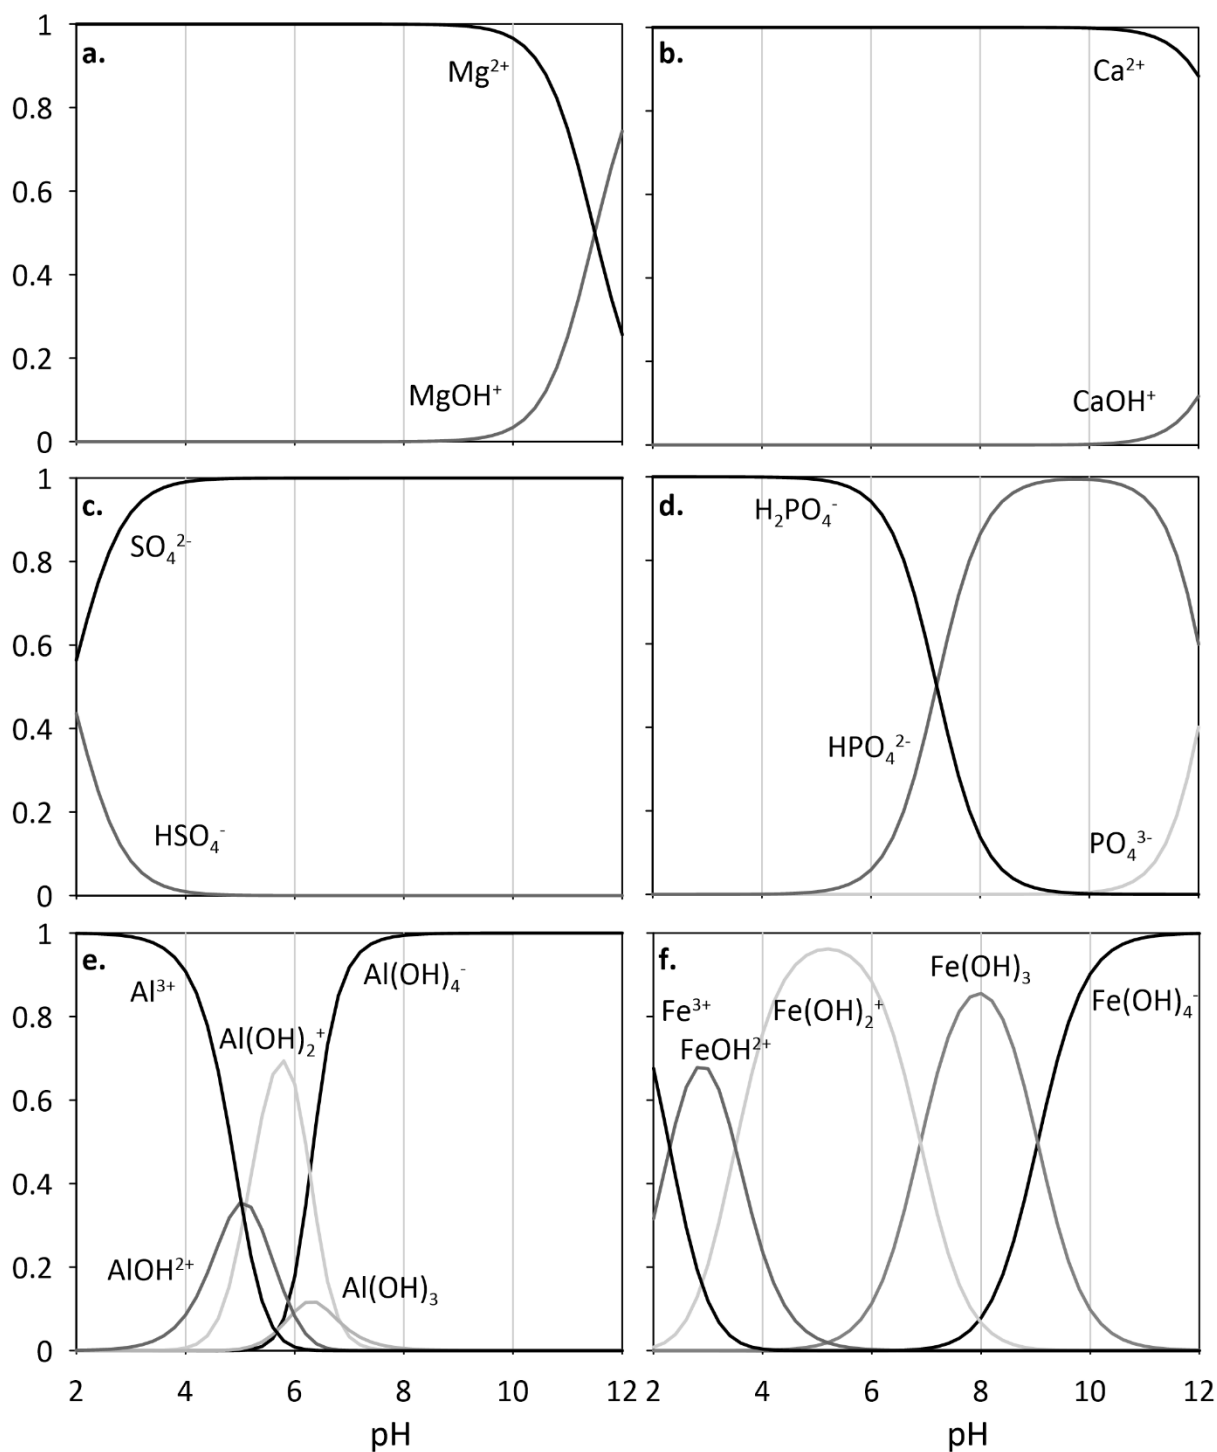 a.
1
0.8
0.6
0.4
0.2
0
Mg²⁺
MgOH⁺
b.
Ca²⁺
CaOH⁺
c.
1
0.8
0.6
0.4
0.2
0
SO₄²⁻
HSO₄⁻
d.
H₂PO₄⁻
HPO₄²⁻
PO₄³⁻
e.
1
0.8
0.6
0.4
0.2
0
Al³⁺
Al(OH)₄⁻
Al(OH)₂⁺
AlOH²⁺
Al(OH)₃
2 4 6 8 10 12
pH
f.
Fe(OH)₃
Fe³⁺
Fe(OH)₂⁺
Fe(OH)₄⁻
FeOH²⁺
2 4 6 8 10 12
pH